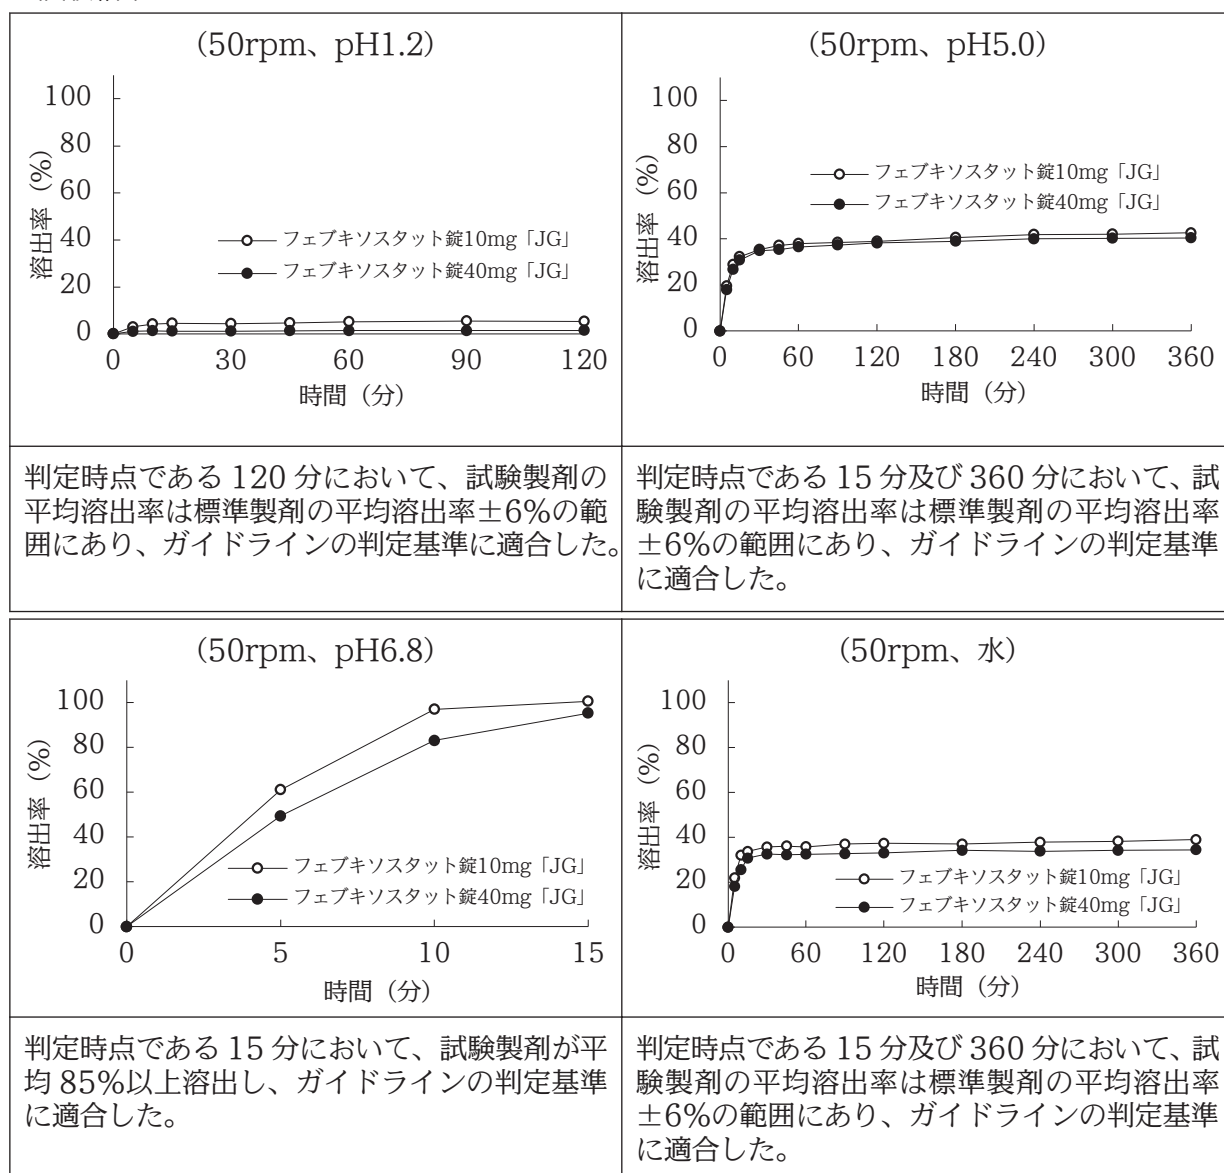 (50rpm、pH1.2)
100
80
60
40
20
0
溶出率 (%)
フェブキソスタット錠10mg「JG」
フェブキソスタット錠40mg「JG」
0 30 60 90 120
時間 (分)
判定時点である 120 分において、試験製剤の
平均溶出率は標準製剤の平均溶出率±6%の範
囲にあり、ガイドラインの判定基準に適合した。
(50rpm、pH5.0)
100
80
60
40
20
0
溶出率 (%)
フェブキソスタット錠10mg「JG」
フェブキソスタット錠40mg「JG」
0 60 120 180 240 300 360
時間 (分)
判定時点である 15 分及び 360 分において、試
験製剤の平均溶出率は標準製剤の平均溶出率
±6%の範囲にあり、ガイドラインの判定基準
に適合した。
(50rpm、pH6.8)
100
80
60
40
20
0
溶出率 (%)
フェブキソスタット錠10mg「JG」
フェブキソスタット錠40mg「JG」
0 5 10 15
時間 (分)
判定時点である 15 分において、試験製剤が平
均 85%以上溶出し、ガイドラインの判定基準
に適合した。
(50rpm、水)
100
80
60
40
20
0
溶出率 (%)
フェブキソスタット錠10mg「JG」
フェブキソスタット錠40mg「JG」
0 60 120 180 240 300 360
時間 (分)
判定時点である 15 分及び 360 分において、試
験製剤の平均溶出率は標準製剤の平均溶出率
±6%の範囲にあり、ガイドラインの判定基準
に適合した。